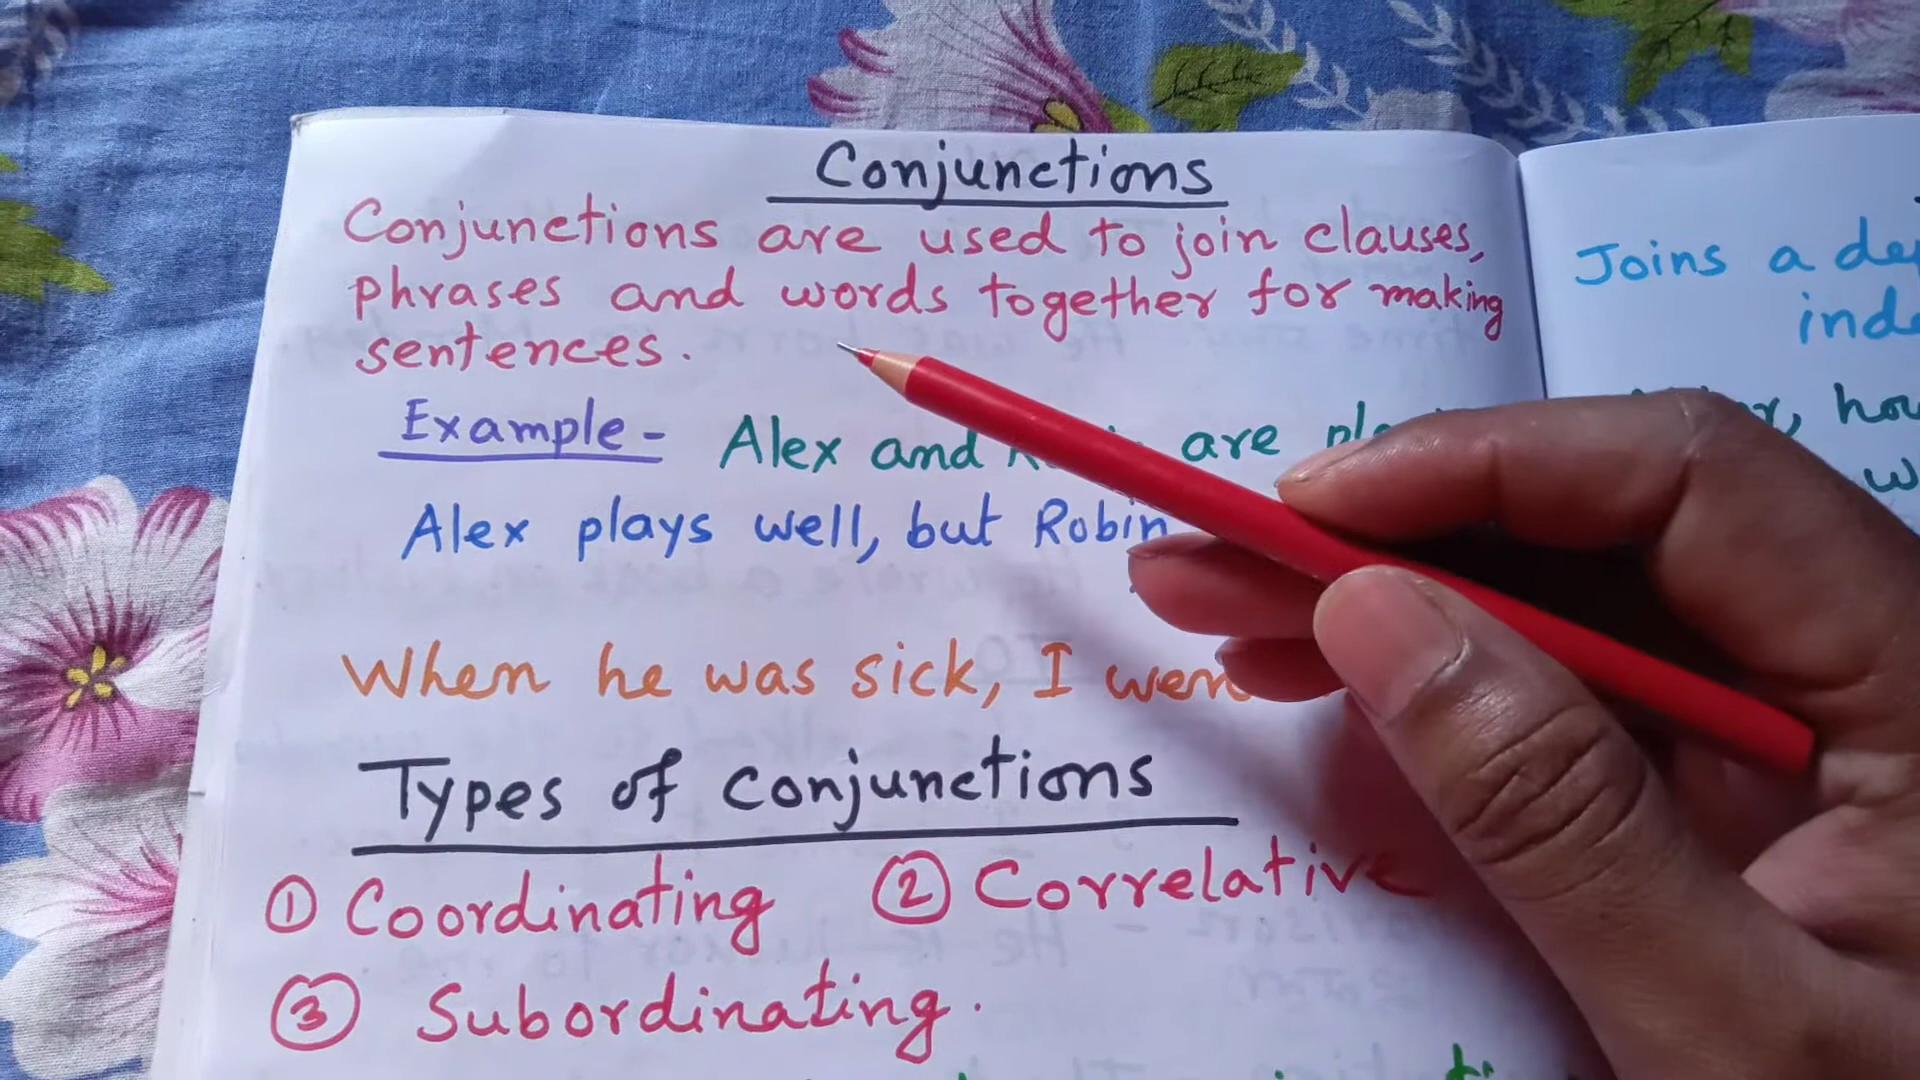 Conjunctions
Conjunctions are used to join clauses,
phrases and words together for making
sentences.
Example - Alex and are
Alex plays well, but Robin
When he was sick, I
Types of conjunctions
① Coordinating ② Correlative
③ Subordinating.
Joins a